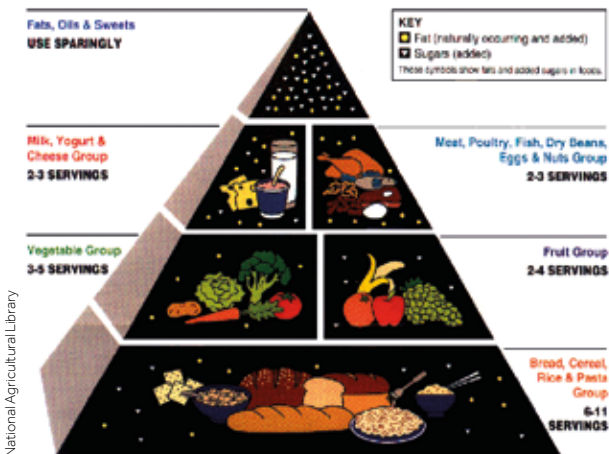 Fats, Oils & Sweets
USE SPARINGLY
KEY
Fat (naturally occurring and added)
Sugars (added)
These symbols show fats and added sugars in foods.
Milk, Yogurt &
Cheese Group
2-3 SERVINGS
Meat, Poultry, Fish, Dry Beans,
Eggs & Nuts Group
2-3 SERVINGS
Vegetable Group
3-5 SERVINGS
Fruit Group
2-4 SERVINGS
Bread, Cereal,
Rice & Pasta
Group
6-11
SERVINGS
National Agricultural Library